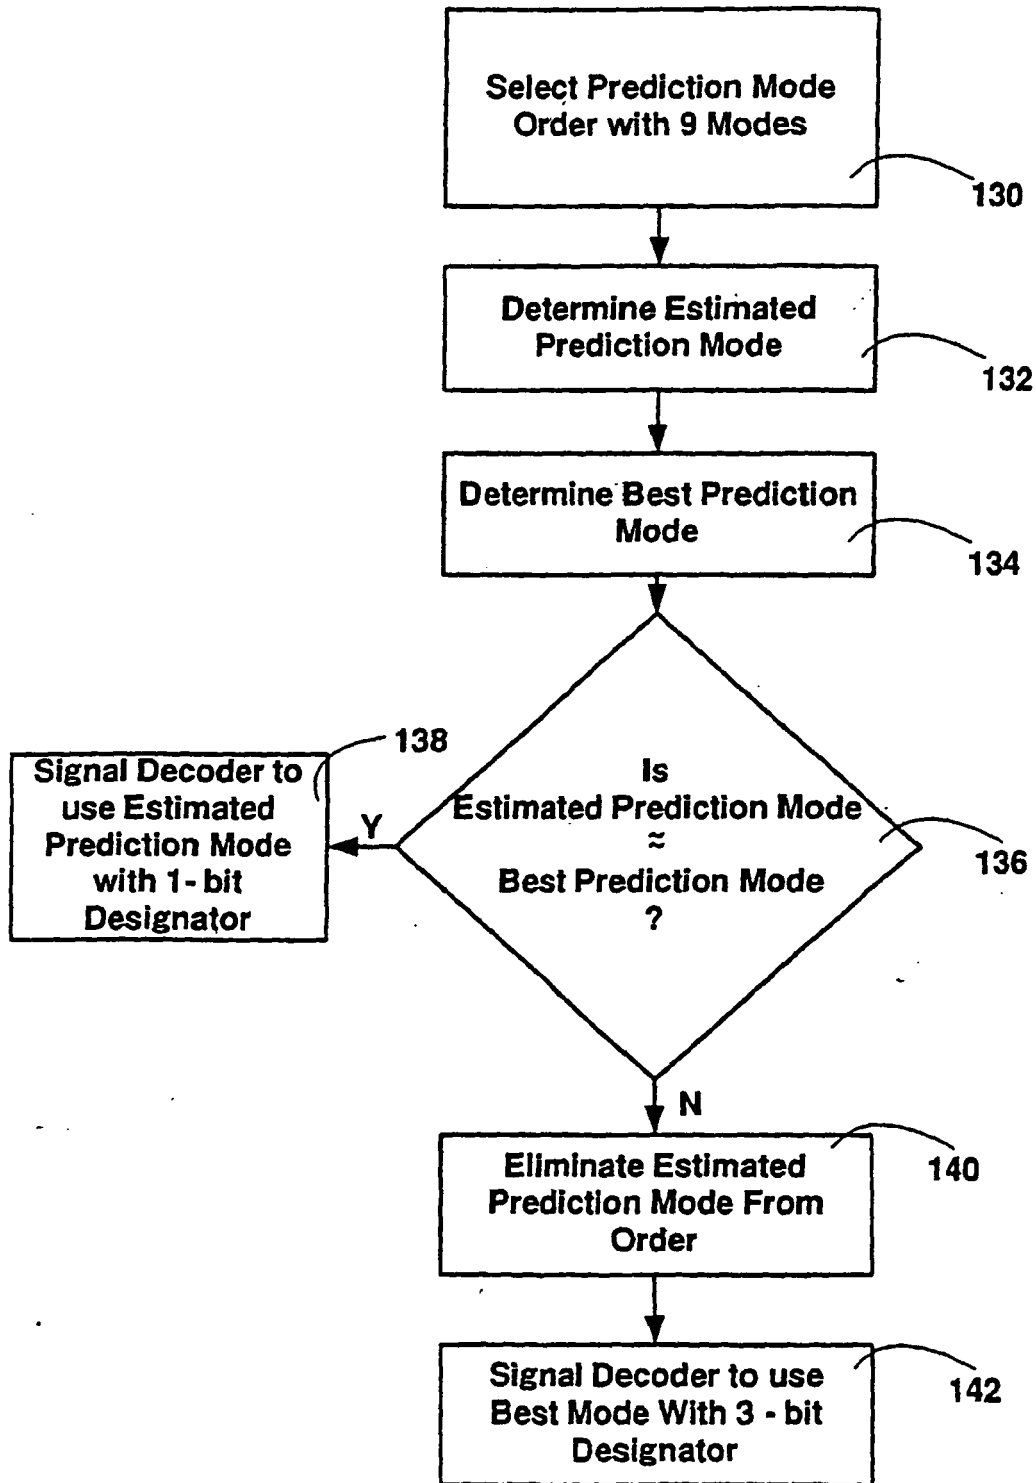 Select Prediction Mode
Order with 9 Modes
130
Determine Estimated
Prediction Mode
132
Determine Best Prediction
Mode
134
Is
Estimated Prediction Mode
≈
Best Prediction Mode
?
136
Y
138
Signal Decoder to
use Estimated
Prediction Mode
with 1- bit
Designator
N
Eliminate Estimated
Prediction Mode From
Order
140
Signal Decoder to use
Best Mode With 3 - bit
Designator
142